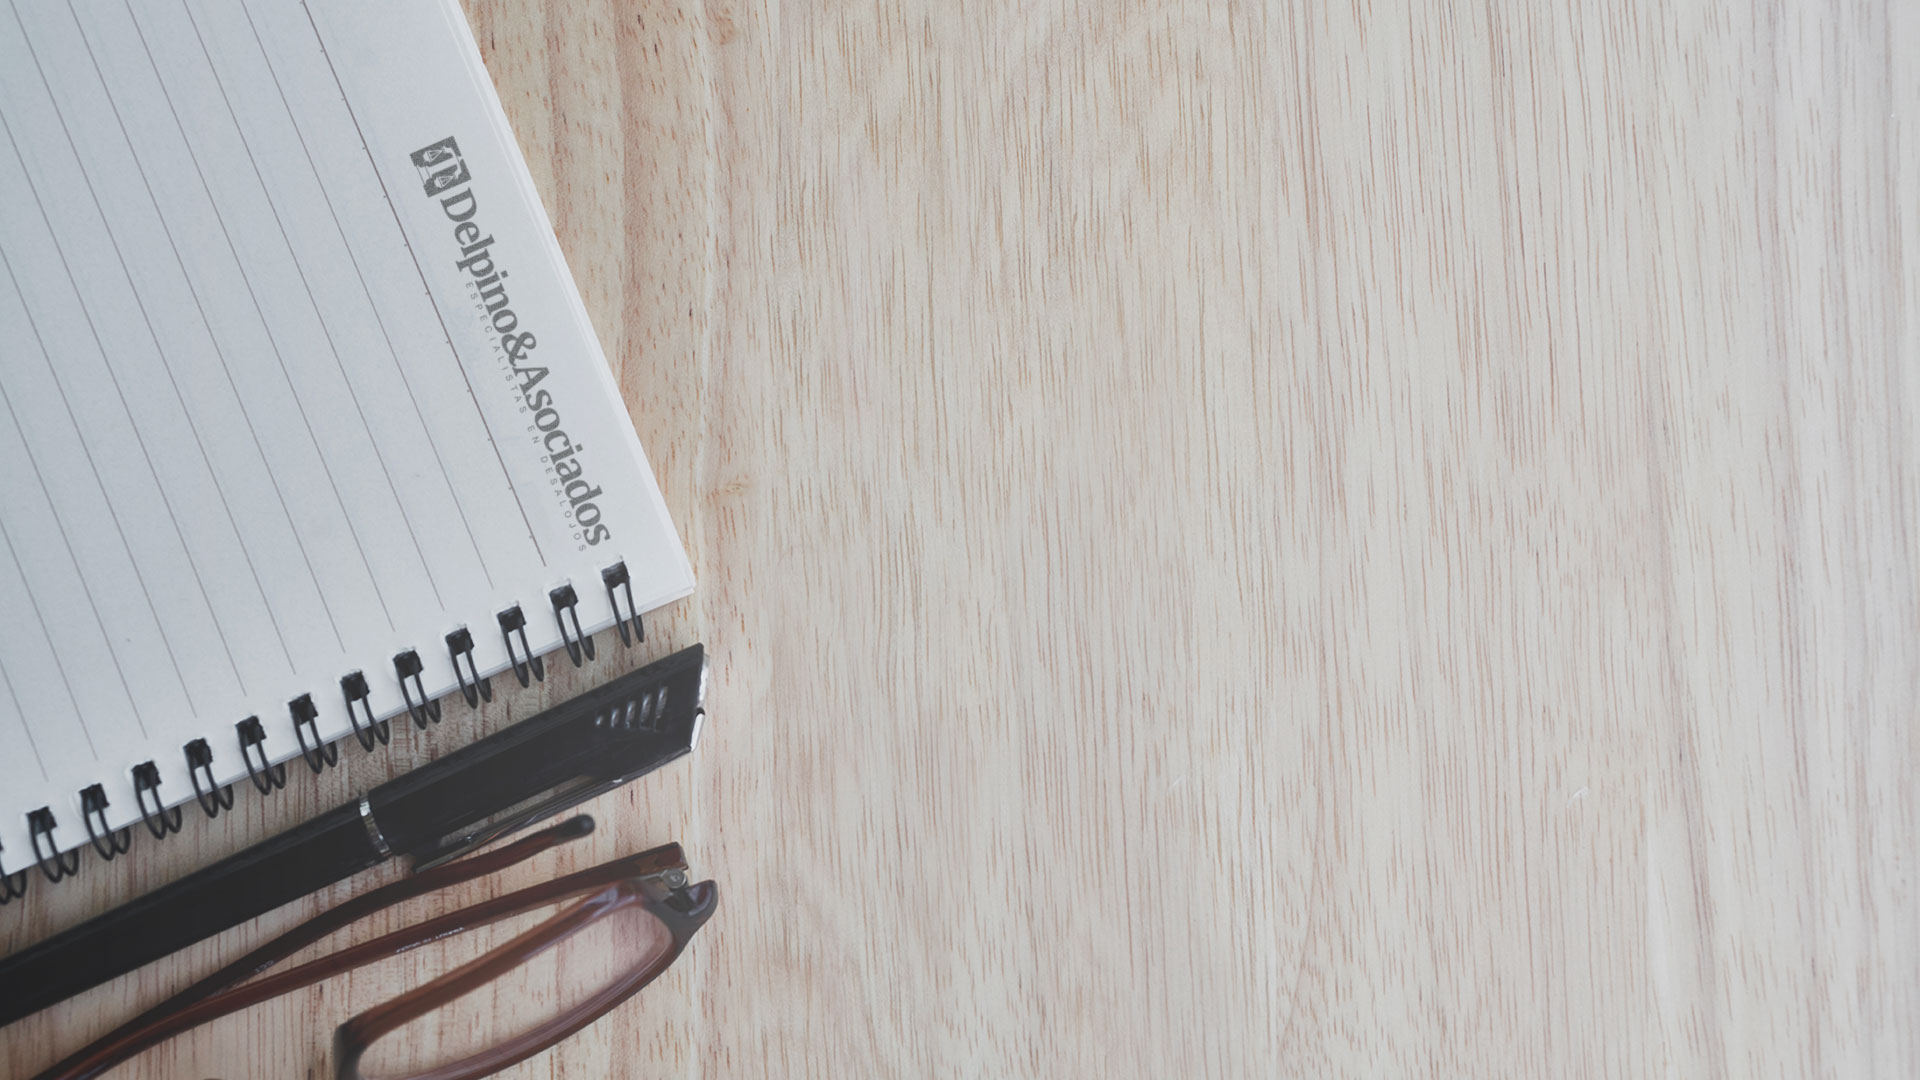 Delpino&Asociados
ESPECIALISTAS EN DESALOJOS